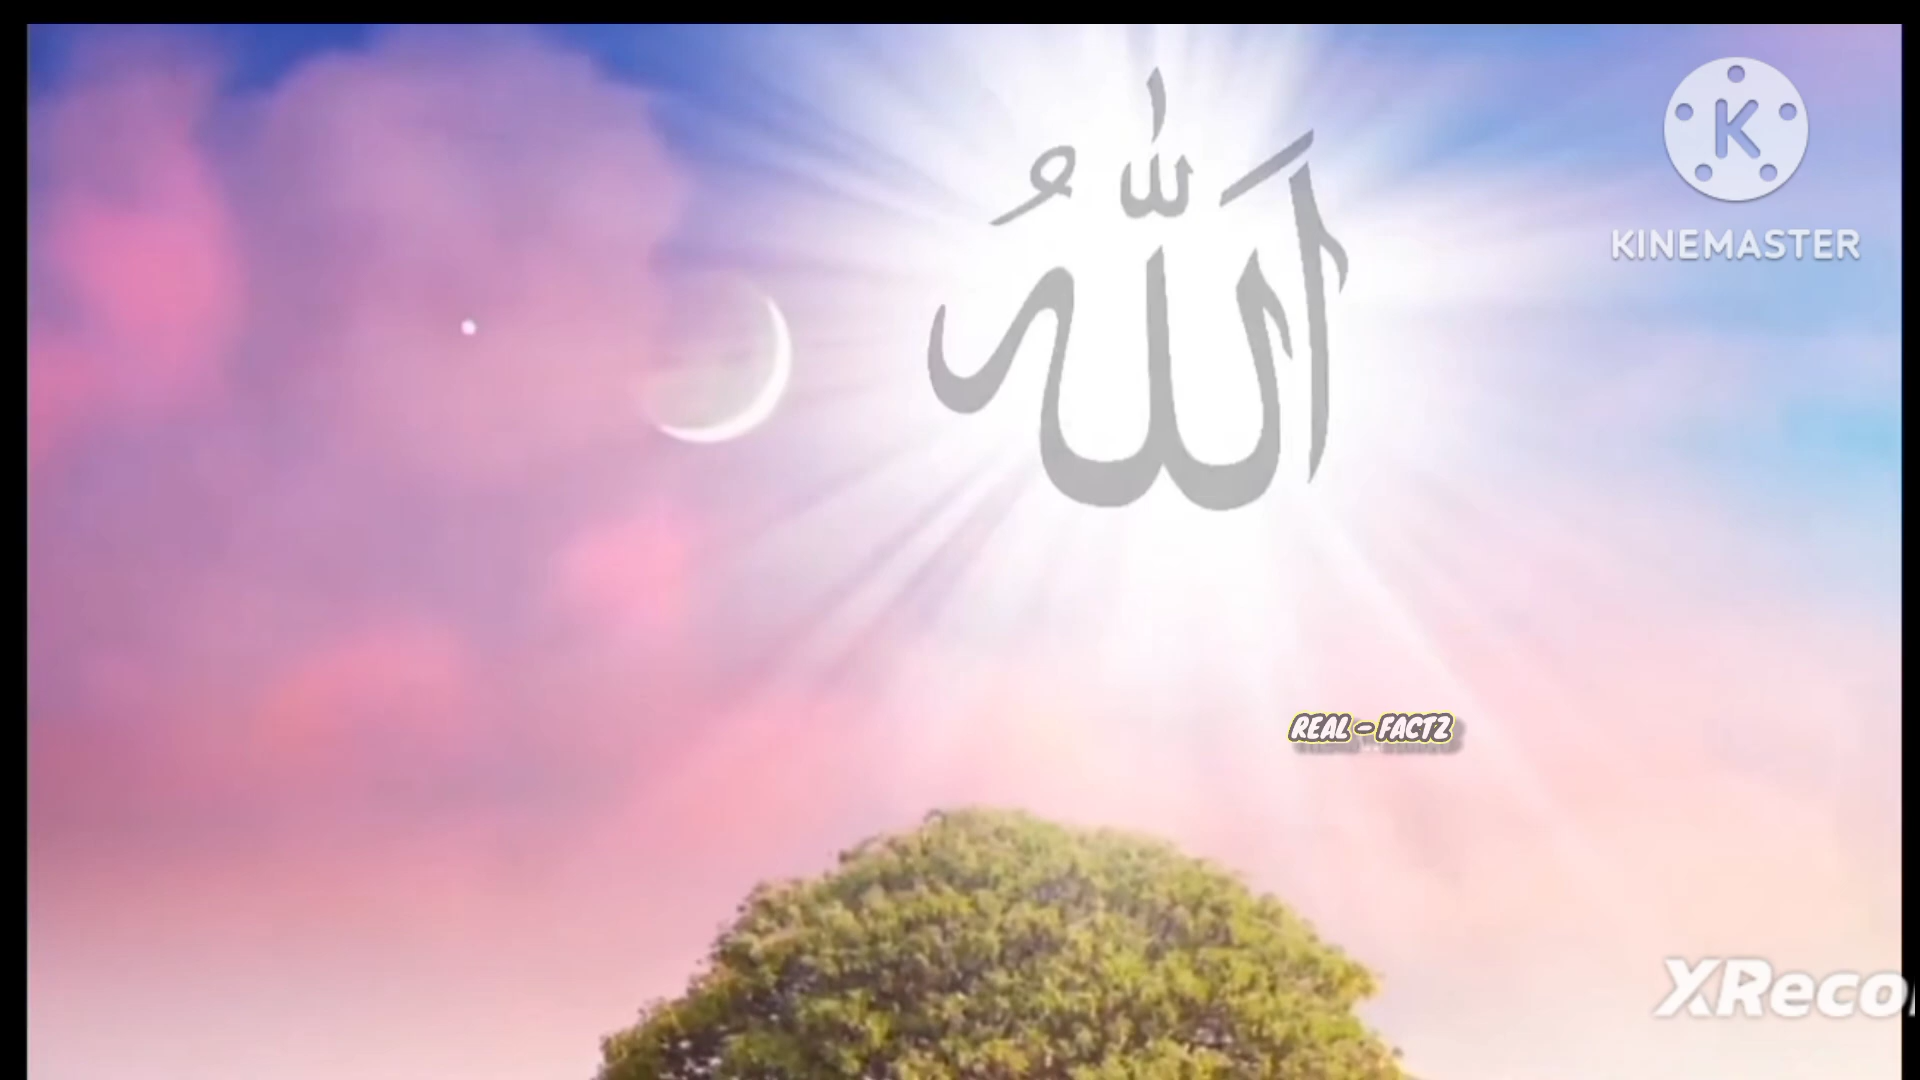 اللهُ
K
KINEMASTER
REAL - FACTZ
XReco